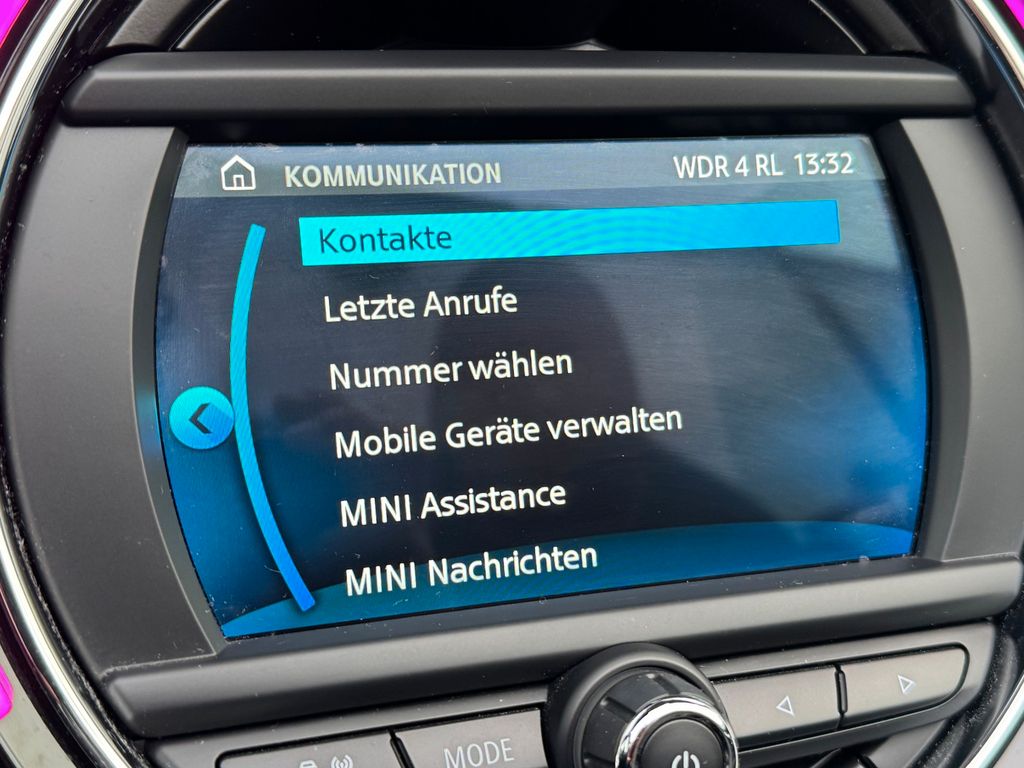 KOMMUNIKATION WDR 4 RL 13:32
Kontakte
Letzte Anrufe
Nummer wählen
Mobile Geräte verwalten
MINI Assistance
MINI Nachrichten
MODE